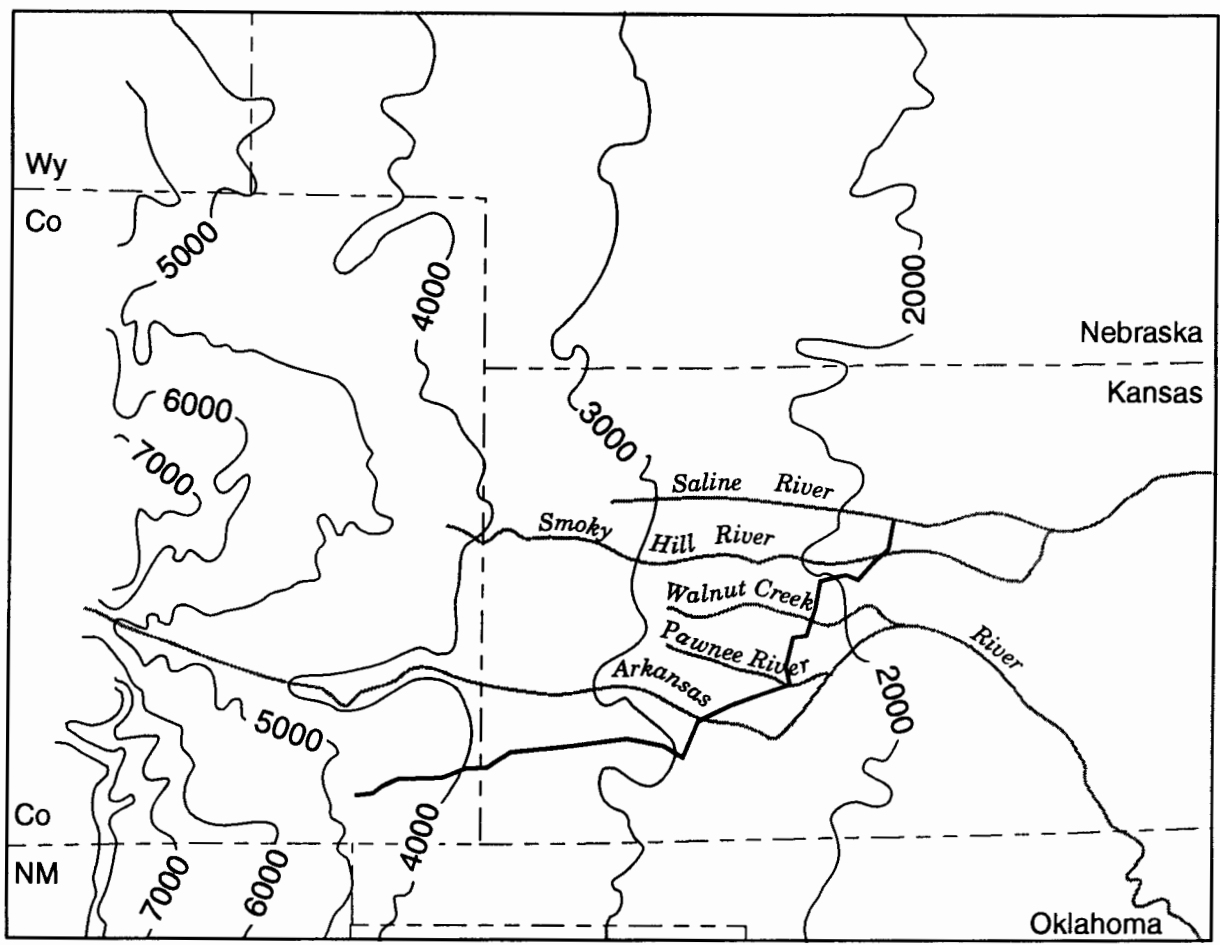 Wy
Co
5000
4000
2000
Nebraska
Kansas
6000
3000
7000
Saline River
Smoky Hill River
Walnut Creek
Pawnee River
River
Arkansas
2000
5000
Co
4000
NM
7000
6000
Oklahoma